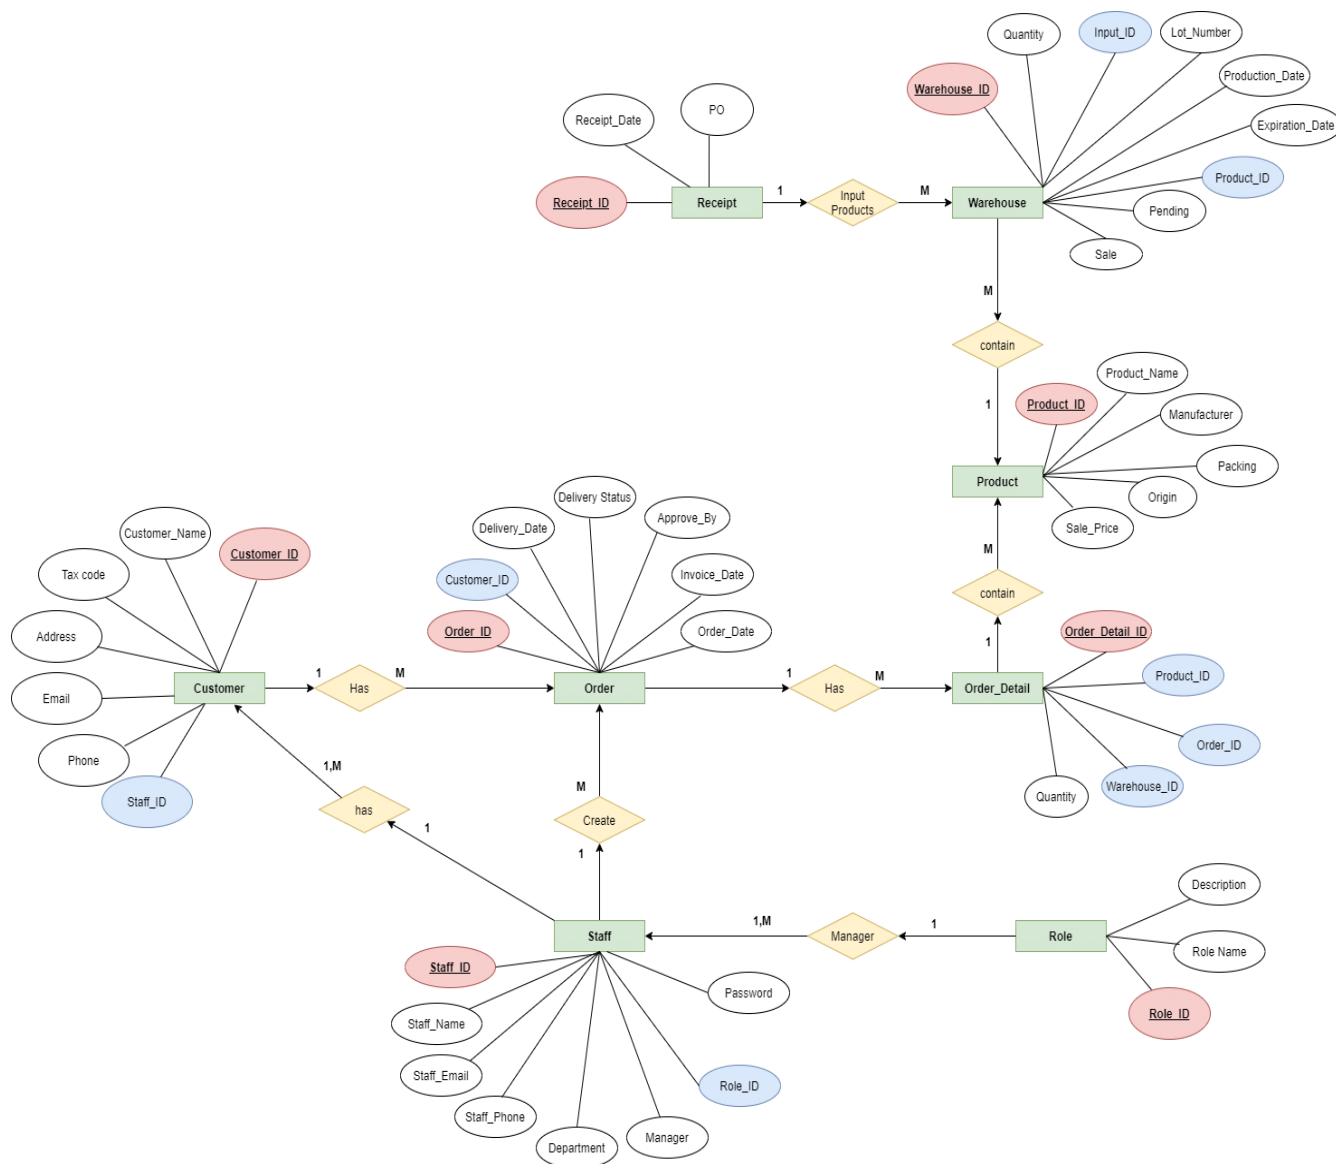 Quantity
Input_ID
Lot_Number
Warehouse_ID
Production_Date
Expiration_Date
Receipt_Date
PO
Product_ID
Receipt_ID
Receipt
1
Input
Products
M
Warehouse
Pending
Sale
M
contain
1
Product_Name
Product_ID
Manufacturer
Packing
Product
Origin
Sale_Price
M
contain
1
Customer_Name
Customer_ID
Tax code
Address
Email
Phone
Staff_ID
Customer
1
Has
M
Delivery Status
Delivery_Date
Approve_By
Customer_ID
Invoice_Date
Order_ID
Order_Date
Order
1
Has
M
Order_Detail
Order_Detail_ID
Product_ID
Order_ID
Warehouse_ID
Quantity
1,M
has
1
M
Create
1
Staff
1,M
Manager
1
Role
Description
Role Name
Role_ID
Staff_ID
Password
Staff_Name
Staff_Email
Role_ID
Staff_Phone
Department
Manager